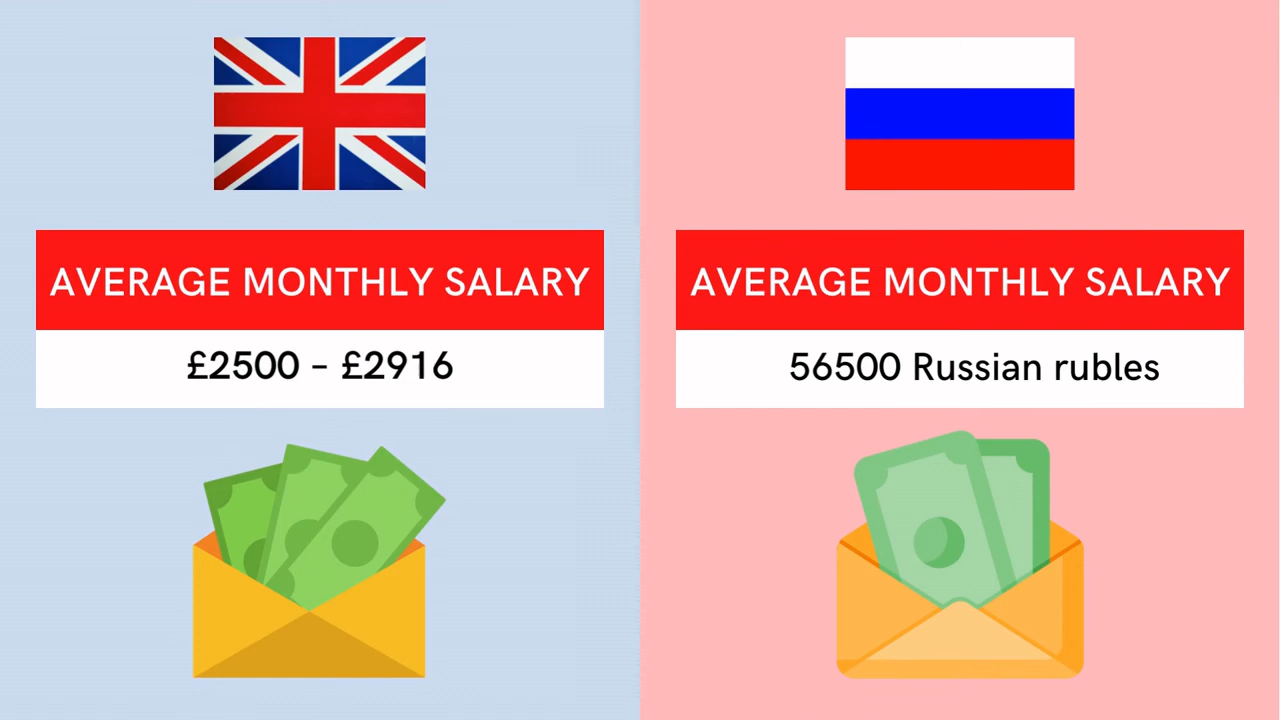 AVERAGE MONTHLY SALARY
£2500 – £2916
AVERAGE MONTHLY SALARY
56500 Russian rubles